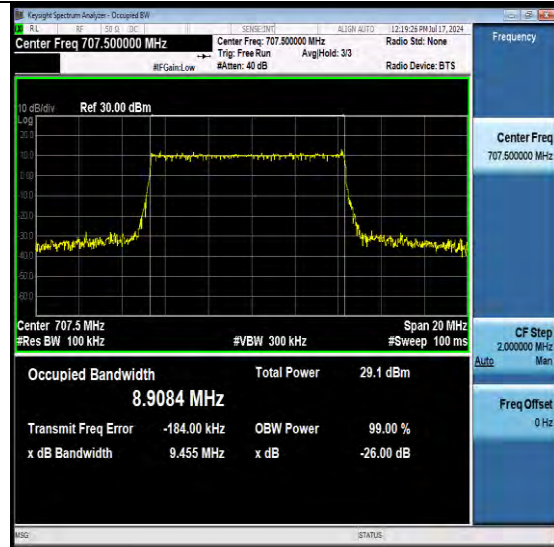 Keysight Spectrum Analyzer - Occupied BW
RL RF 50 Ω DC SENSE:INT ALIGN AUTO 12:19:26 PM Jul 17, 2024
Center Freq 707.500000 MHz
Center Freq: 707.500000 MHz
Radio Std: None
Trig: Free Run Avg|Hold: 3/3
#IFGain:Low #Atten: 40 dB Radio Device: BTS
10 dB/div Ref 30.00 dBm
Log
20.0
10.0
0.00
-10.0
-20.0
-30.0
-40.0
-50.0
-60.0
Center 707.5 MHz Span 20 MHz
#Res BW 100 kHz #VBW 300 kHz #Sweep 100 ms
Occupied Bandwidth Total Power 29.1 dBm
8.9084 MHz
Transmit Freq Error -184.00 kHz OBW Power 99.00 %
x dB Bandwidth 9.455 MHz x dB -26.00 dB
MSG STATUS
Frequency
Center Freq
707.500000 MHz
CF Step
2.000000 MHz
Auto Man
Freq Offset
0 Hz